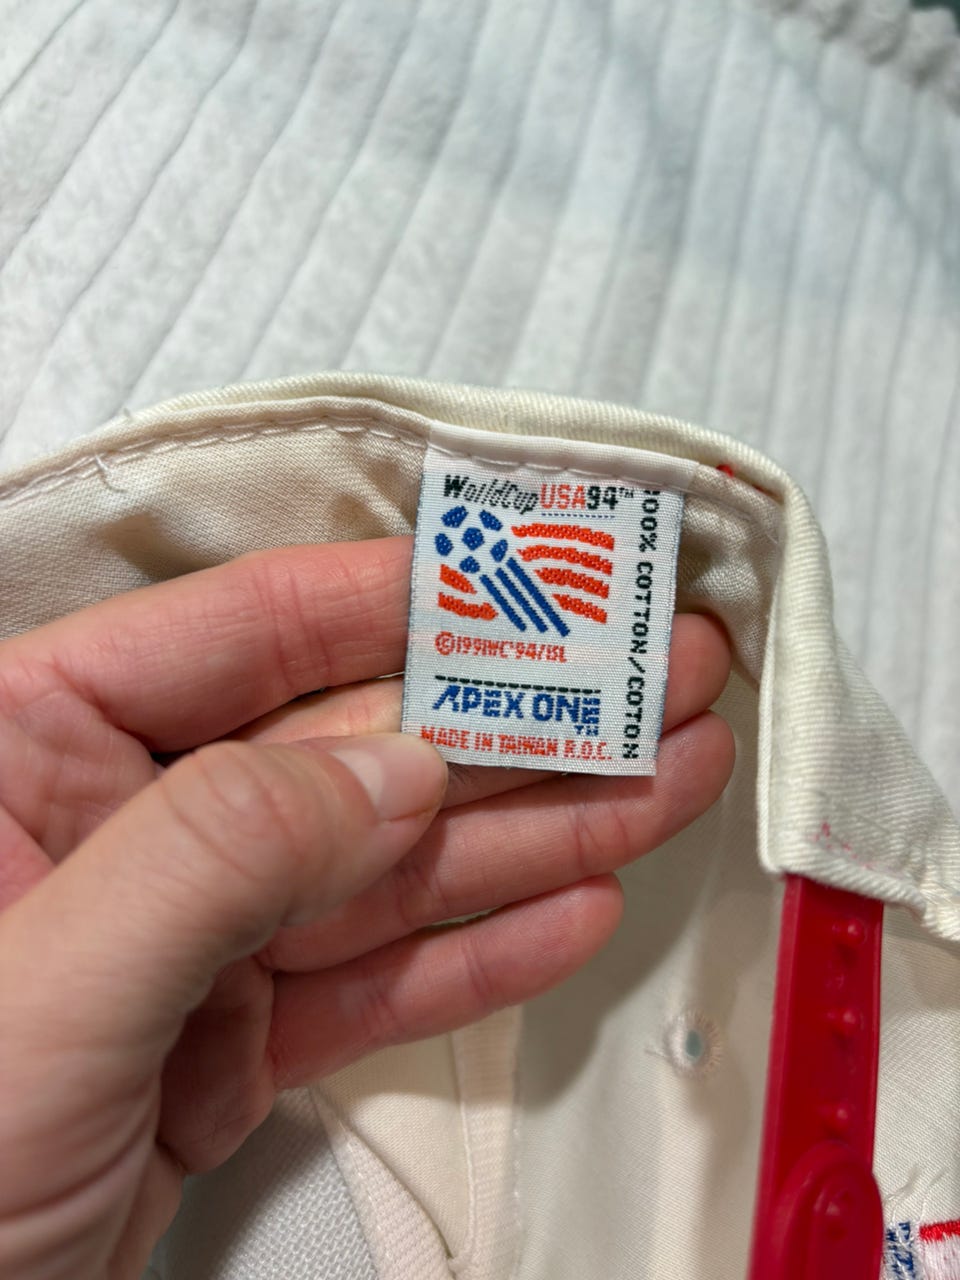 WorldCup USA94™
©1991WC'94/ISL
APEX ONE™
MADE IN TAIWAN R.O.C.
100% COTTON/COTON